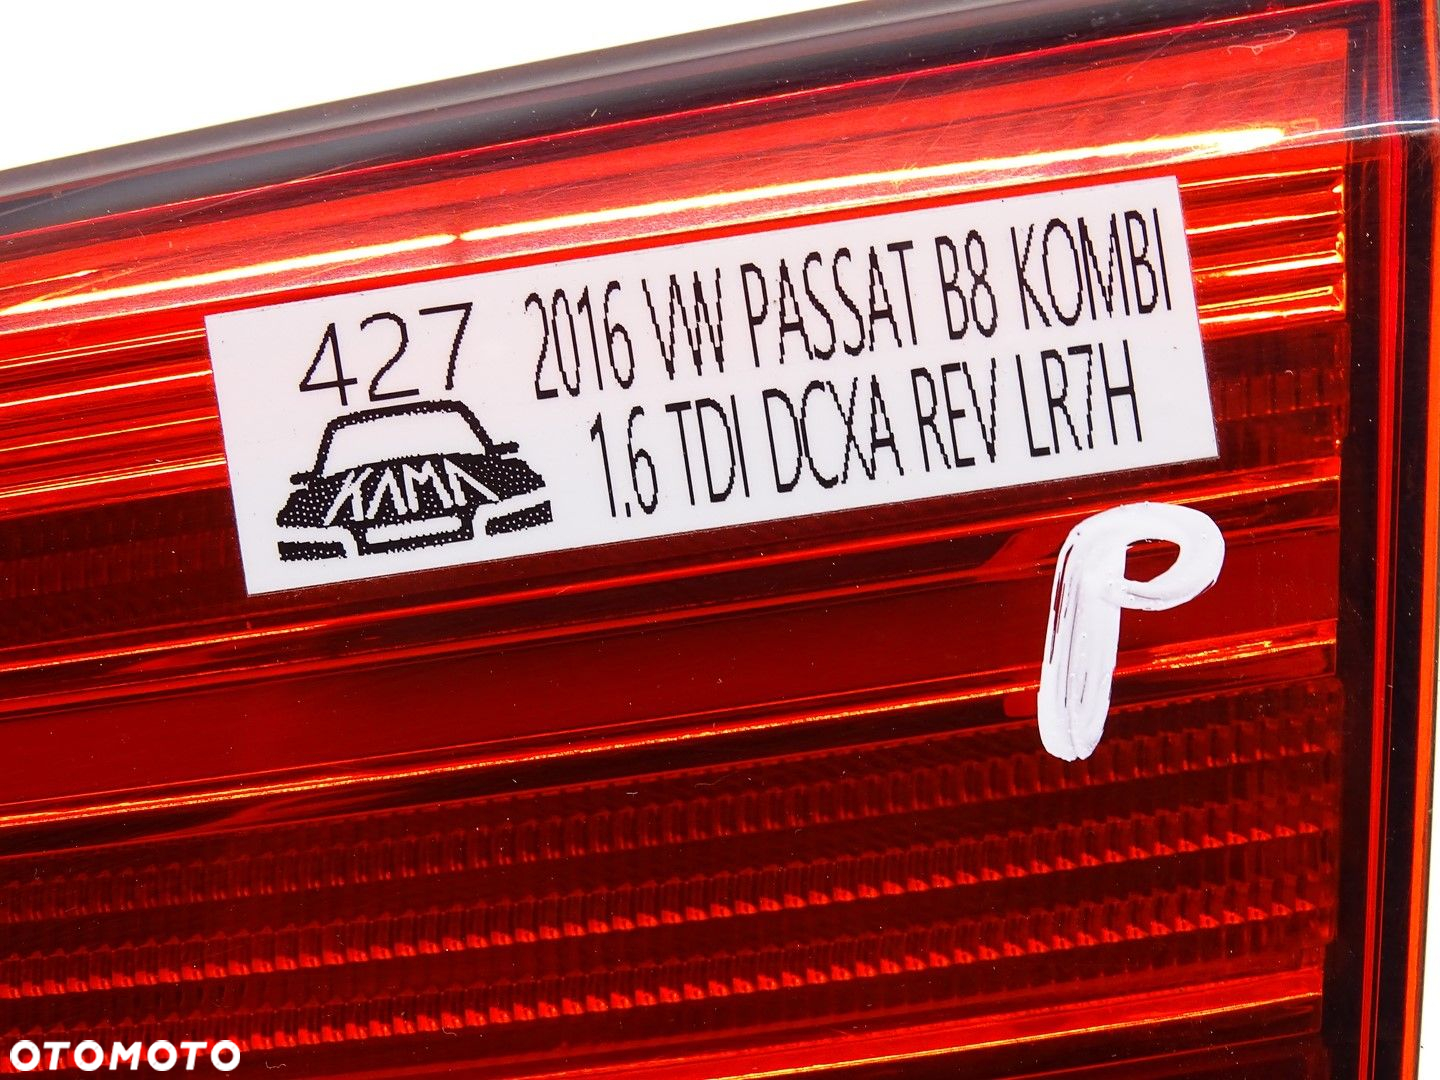 427
2016 VW PASSAT B8 KOMBI
1.6 TDI DCXA REV LR7H
KAMA
P
OTOMOTO